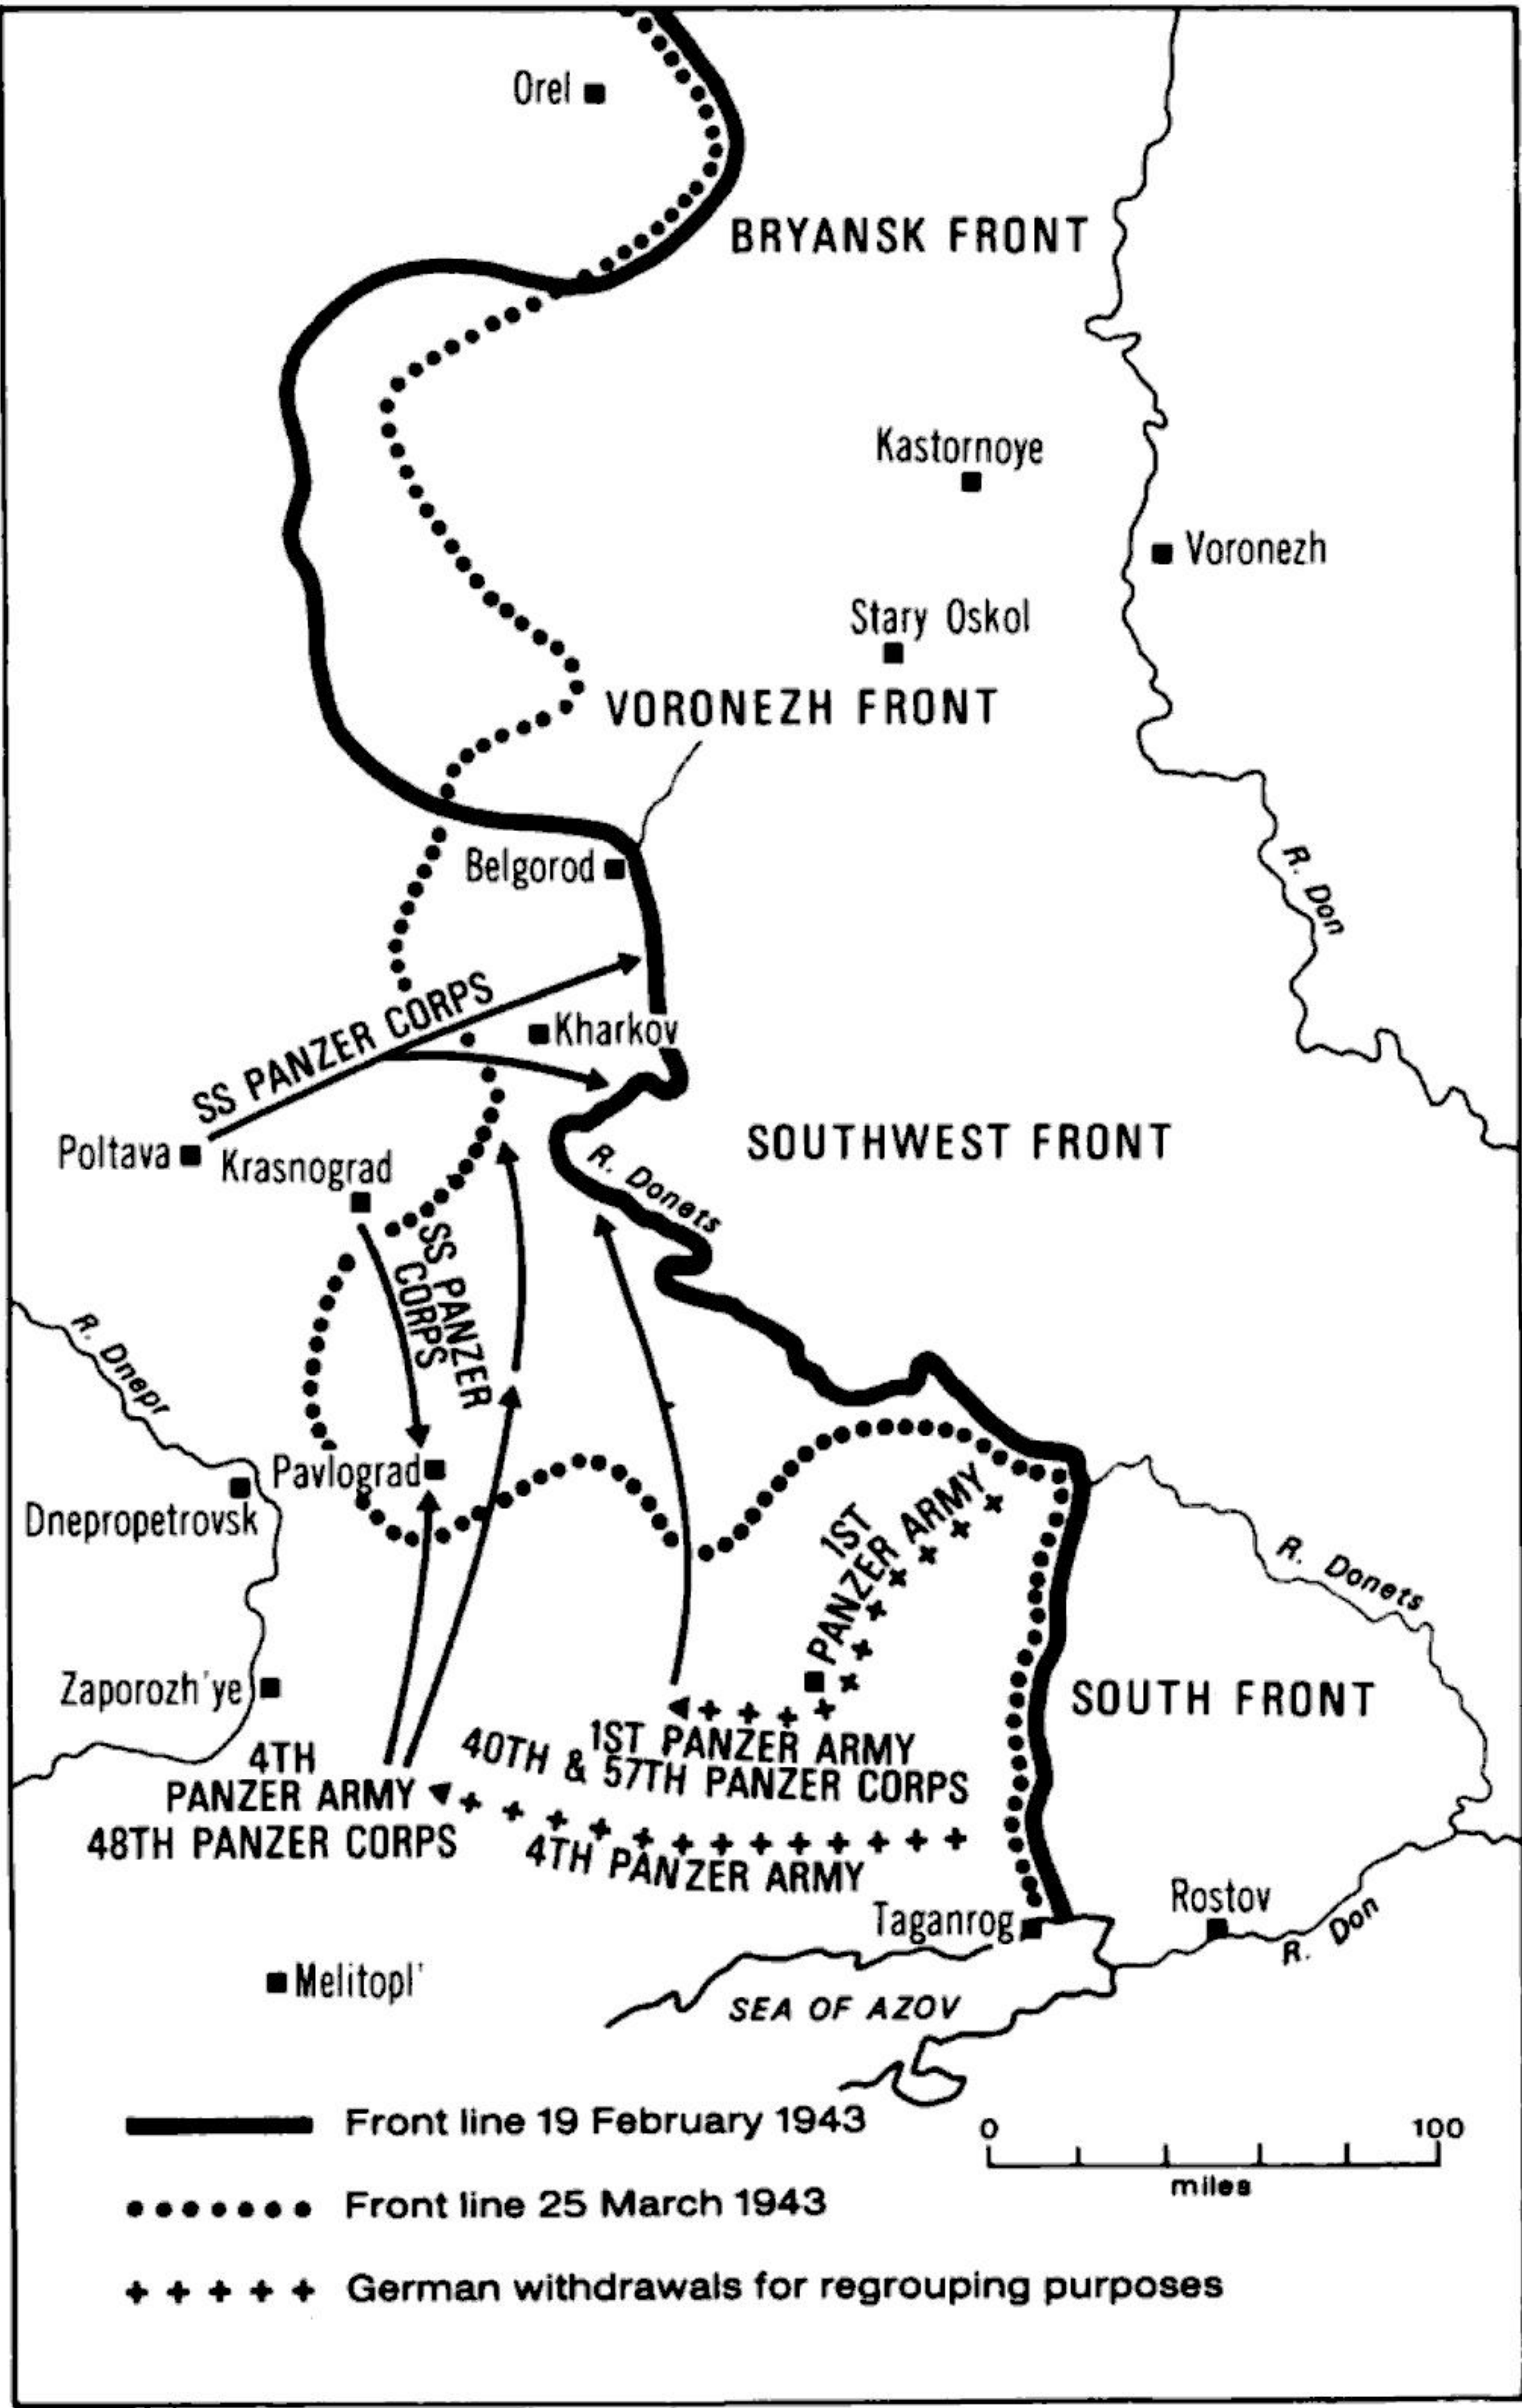 Orel
BRYANSK FRONT
Kastornoye
Voronezh
Stary Oskol
VORONEZH FRONT
R. Don
Belgorod
SS PANZER CORPS
Kharkov
Poltava
Krasnograd
SOUTHWEST FRONT
R. Donets
SS PANZER
CORPS
R. Dnepr
Pavlograd
Dnepropetrovsk
1ST
PANZER ARMY
R. Donets
Zaporozh'ye
SOUTH FRONT
4TH
PANZER ARMY
48TH PANZER CORPS
1ST PANZER ARMY
40TH & 57TH PANZER CORPS
4TH PANZER ARMY
Taganrog
Rostov
R. Don
Melitopl'
SEA OF AZOV
Front line 19 February 1943
0 100
miles
Front line 25 March 1943
German withdrawals for regrouping purposes